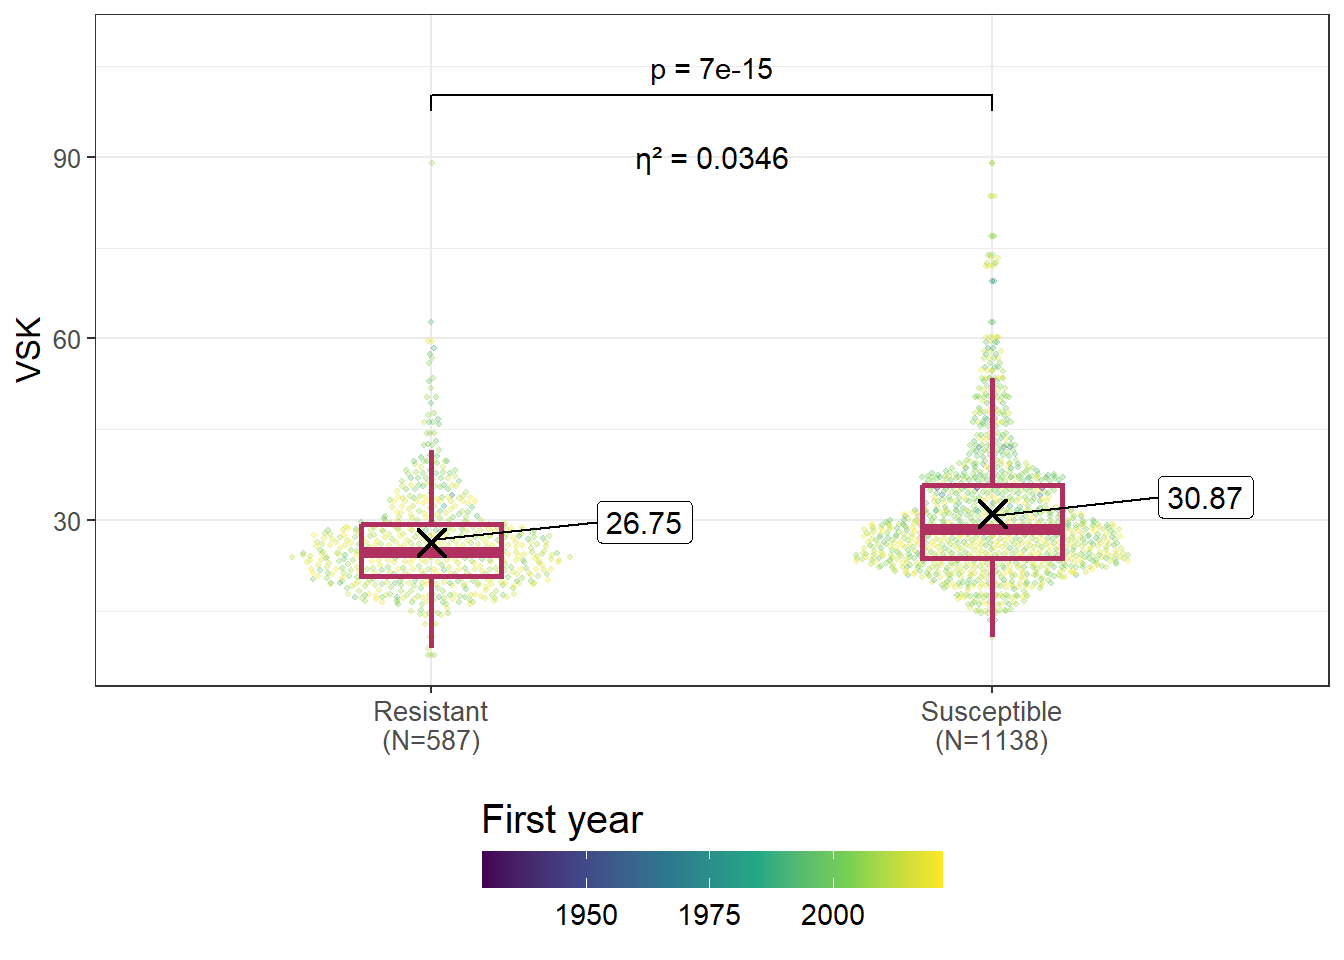 p = 7e-15
η² = 0.0346
90
60
30
VSK
26.75
30.87
Resistant
(N=587)
Susceptible
(N=1138)
First year
1950
1975
2000